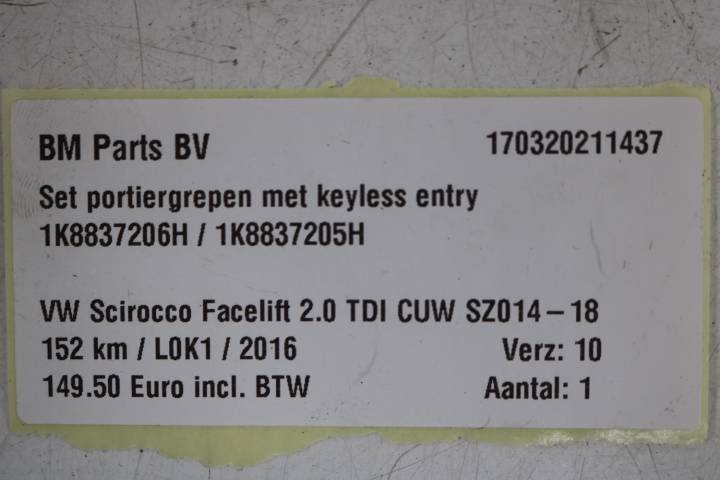 BM Parts BV 170320211437
Set portiergrepen met keyless entry
1K8837206H / 1K8837205H
VW Scirocco Facelift 2.0 TDI CUW SZ014-18
152 km / L0K1 / 2016 Verz: 10
149.50 Euro incl. BTW Aantal: 1